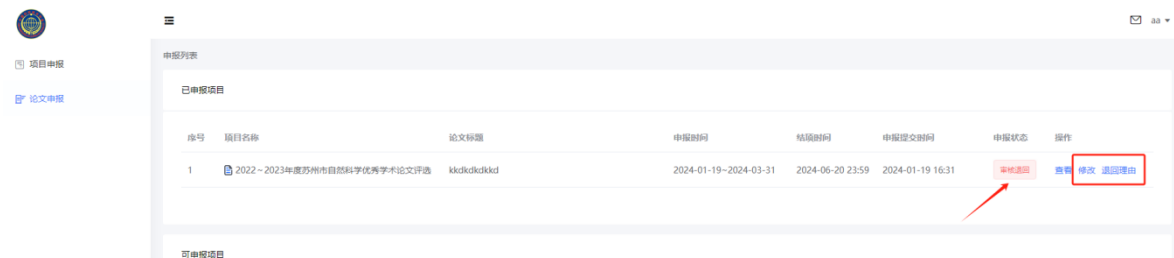 aa
项目申报
论文申报
申报列表
已申报项目
序号 项目名称 论文标题 申报时间 结项时间 申报提交时间 申报状态 操作
1 2022~2023年度苏州市自然科学优秀学术论文评选 kkdkdkdkkd 2024-01-19~2024-03-31 2024-06-20 23:59 2024-01-19 16:31 审核退回 查看 修改 退回理由
可申报项目